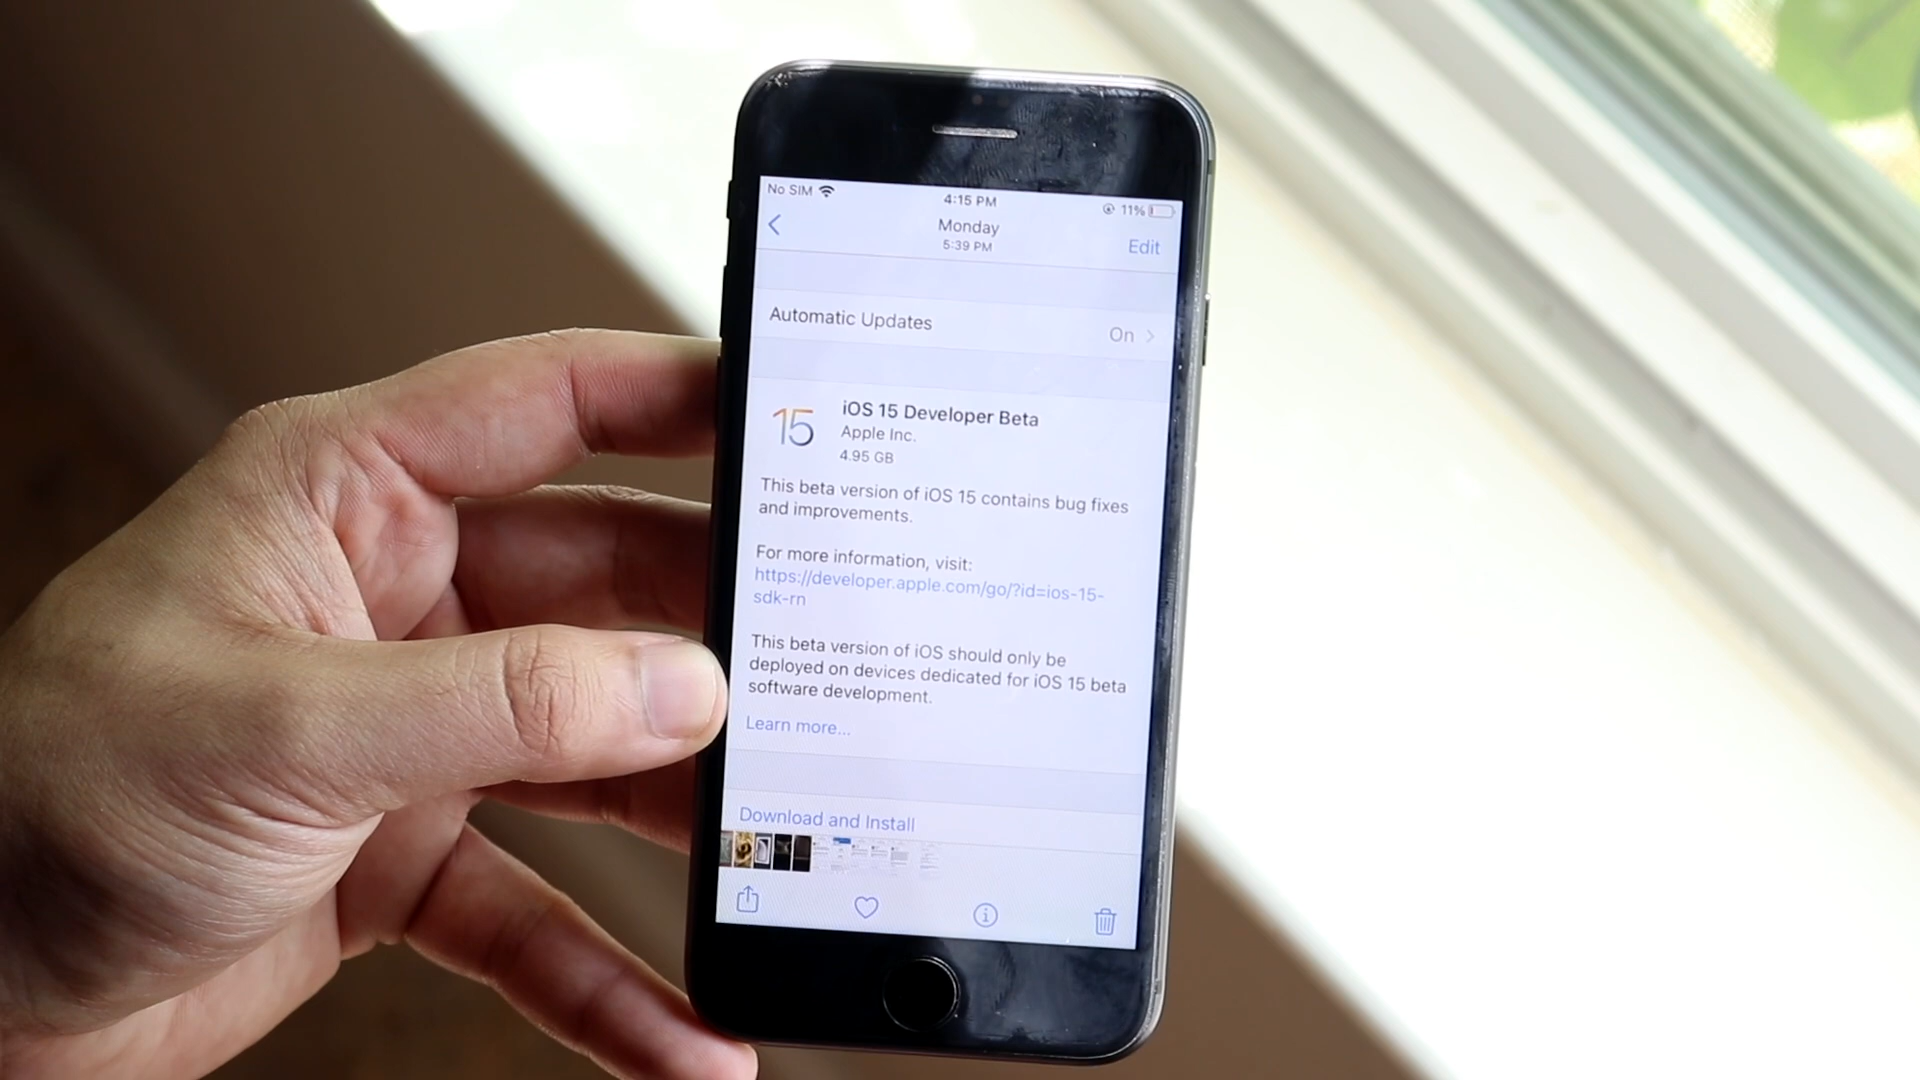 No SIM
4:15 PM
11%
Monday
5:39 PM
Edit
Automatic Updates
On
15
iOS 15 Developer Beta
Apple Inc.
4.95 GB
This beta version of iOS 15 contains bug fixes
and improvements.
For more information, visit:
https://developer.apple.com/go/?id=ios-15-
sdk-rn
This beta version of iOS should only be
deployed on devices dedicated for iOS 15 beta
software development.
Learn more...
Download and Install